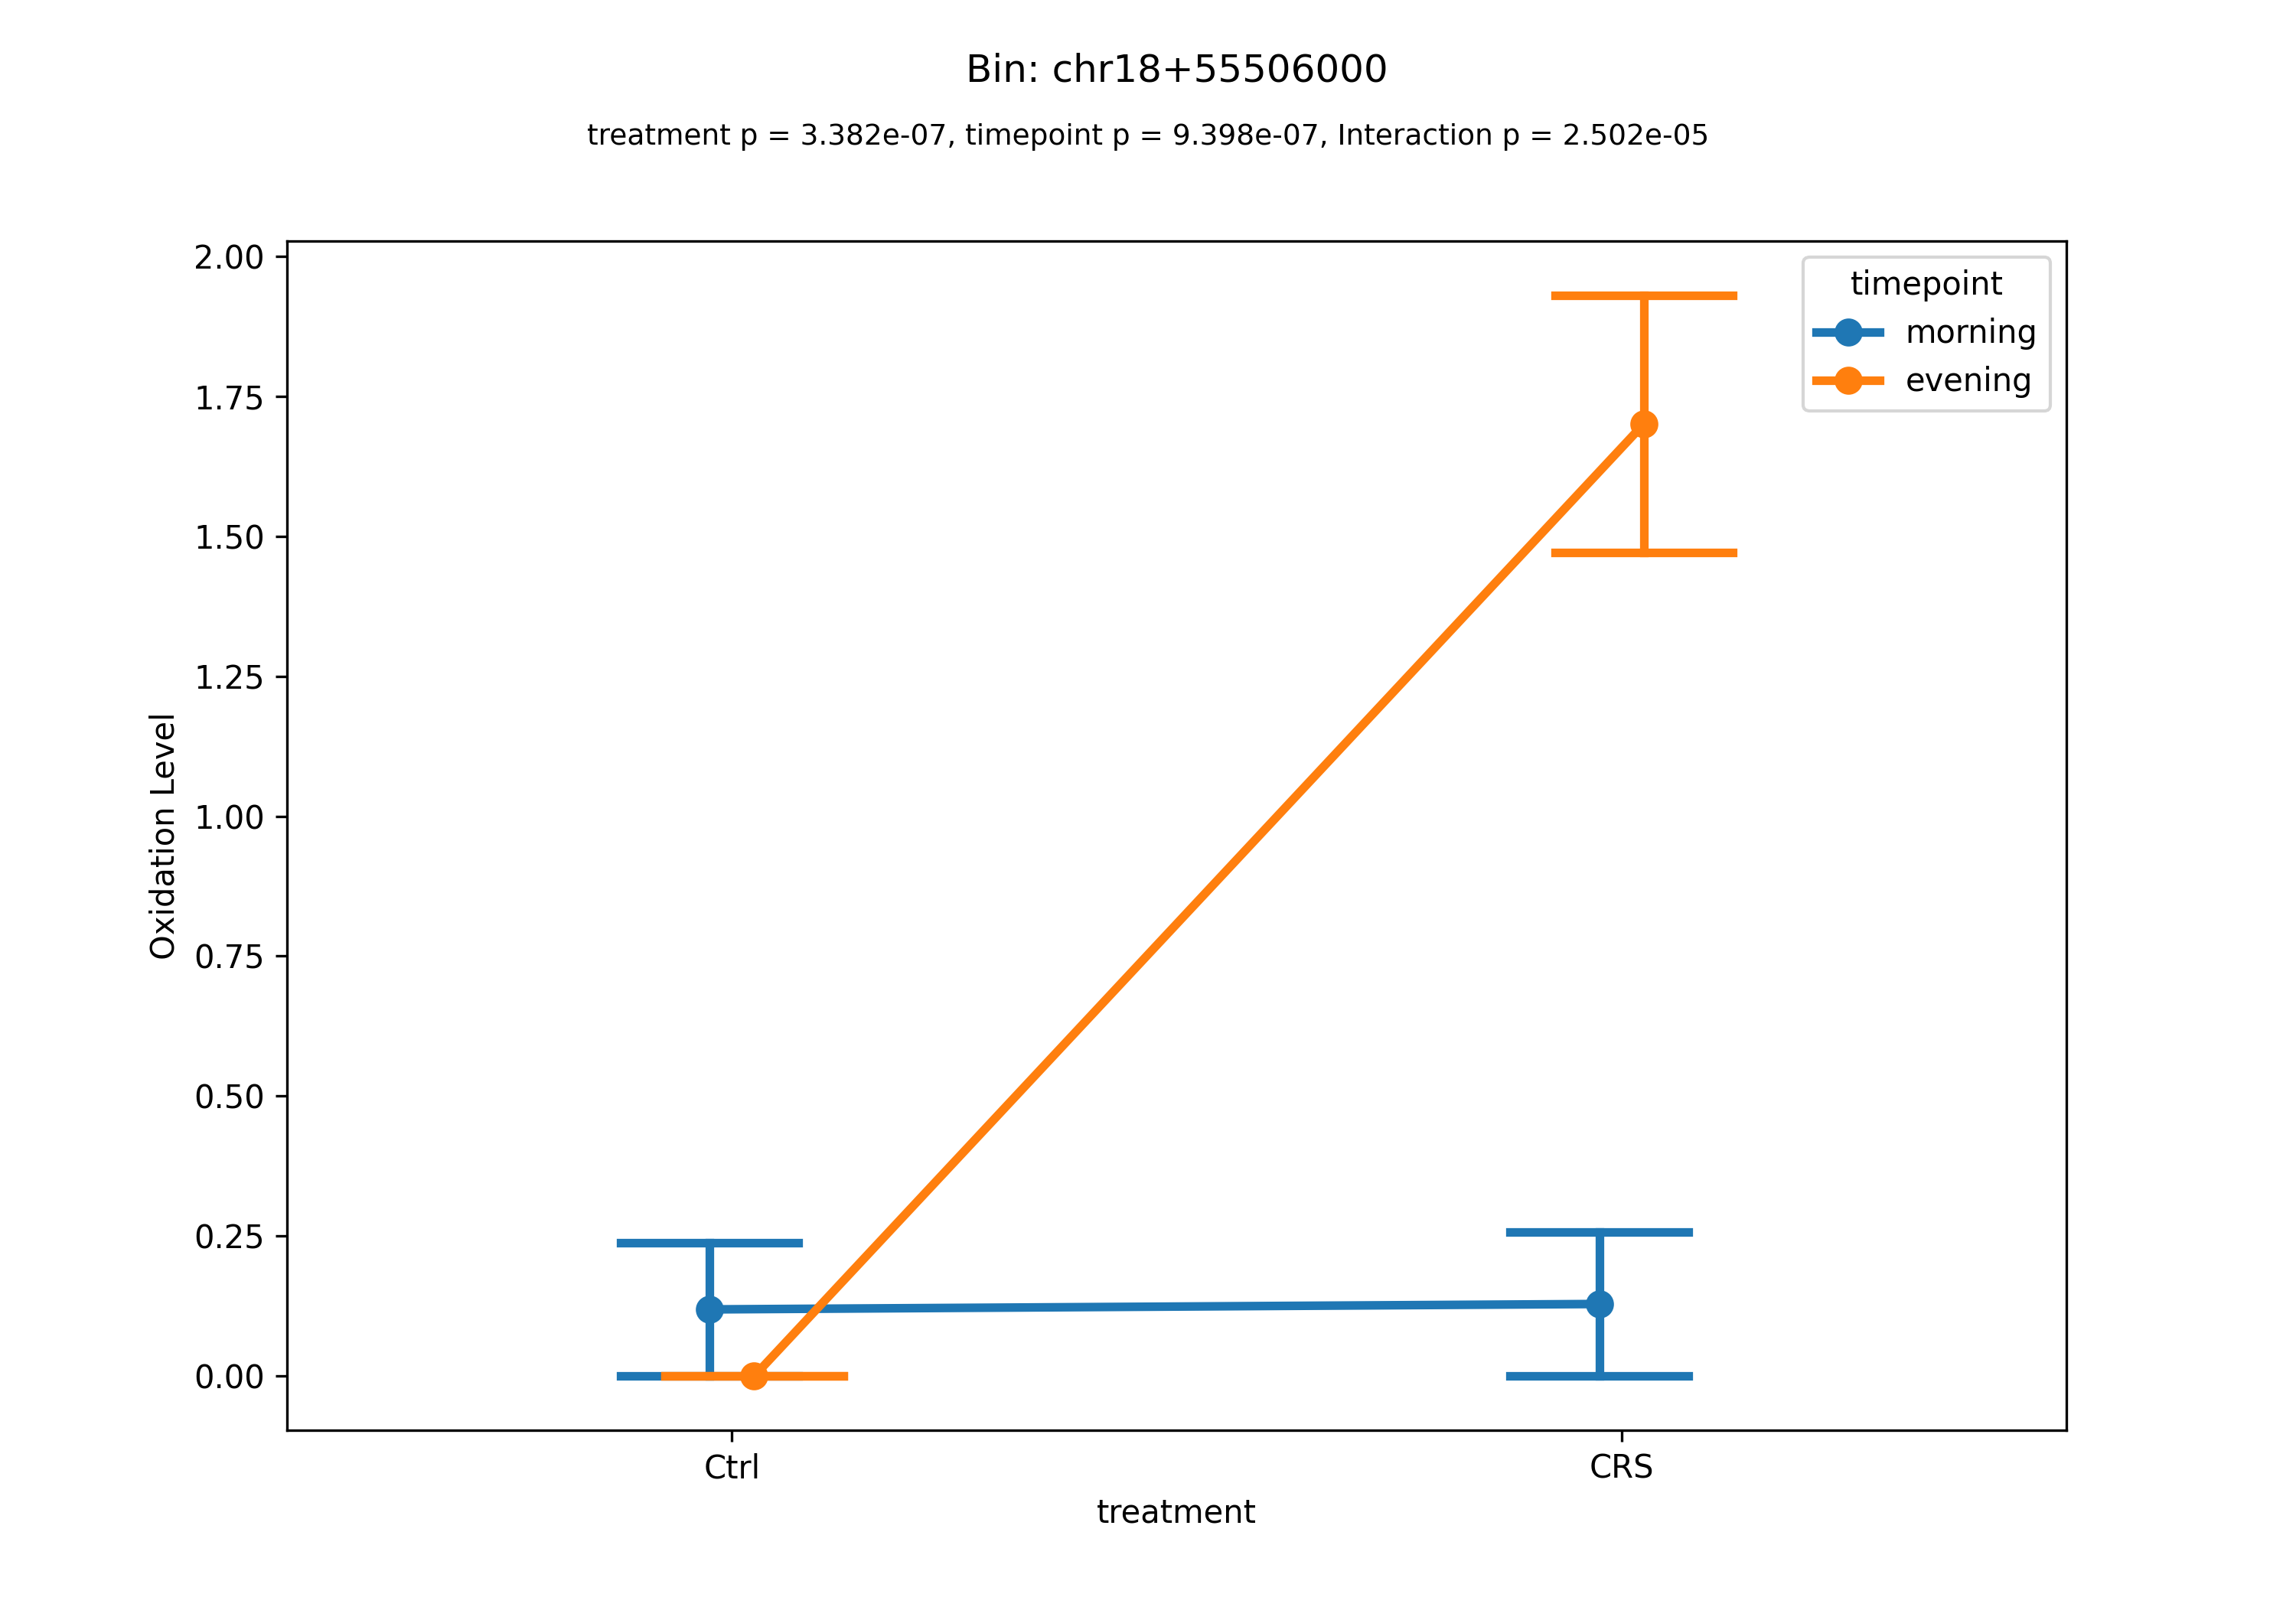 Bin: chr18+55506000
treatment p = 3.382e-07, timepoint p = 9.398e-07, Interaction p = 2.502e-05
2.00
1.75
1.50
1.25
1.00
0.75
0.50
0.25
0.00
Oxidation Level
timepoint
morning
evening
Ctrl
CRS
treatment